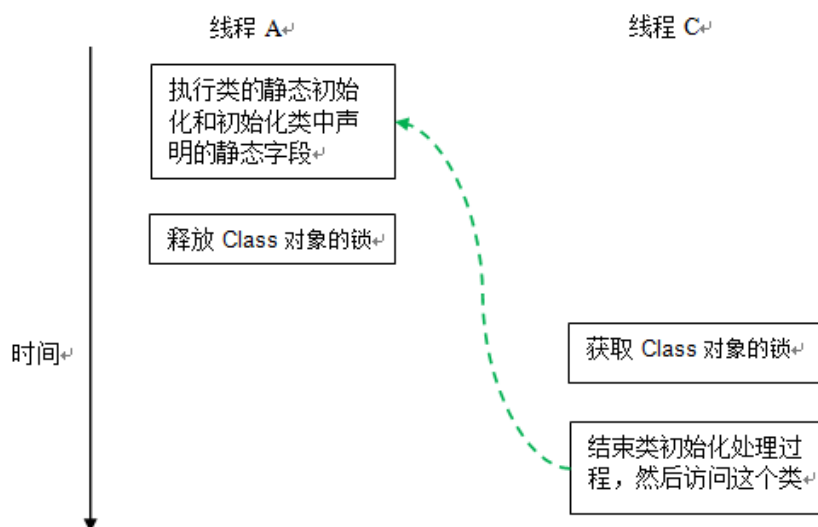 线程 A
线程 C
执行类的静态初始
化和初始化类中声
明的静态字段
释放 Class 对象的锁
时间
获取 Class 对象的锁
结束类初始化处理过
程，然后访问这个类